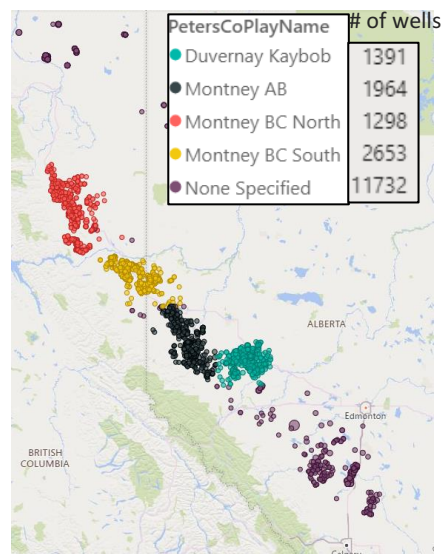 PetersCoPlayName # of wells
Duvernay Kaybob 1391
Montney AB 1964
Montney BC North 1298
Montney BC South 2653
None Specified 11732
ALBERTA
Edmonton
BRITISH
COLUMBIA